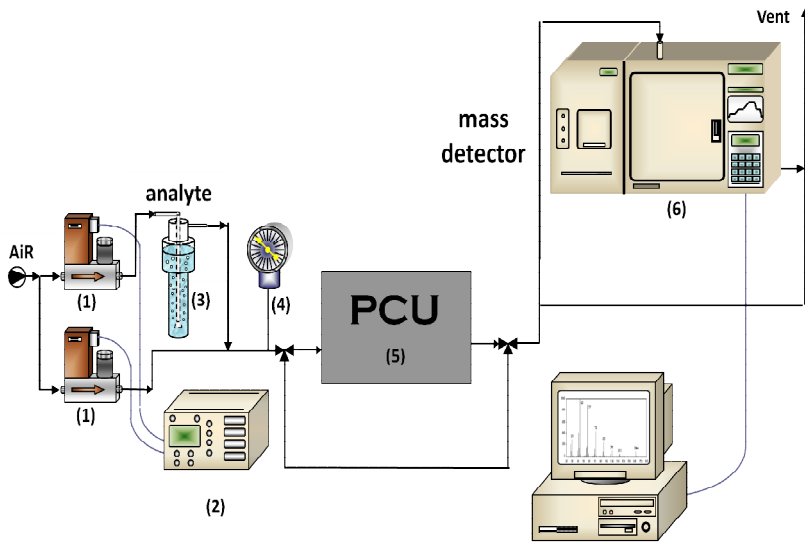 Vent
mass
detector
(6)
analyte
AiR
(1)
(3)
(4)
PCU
(5)
(1)
(2)